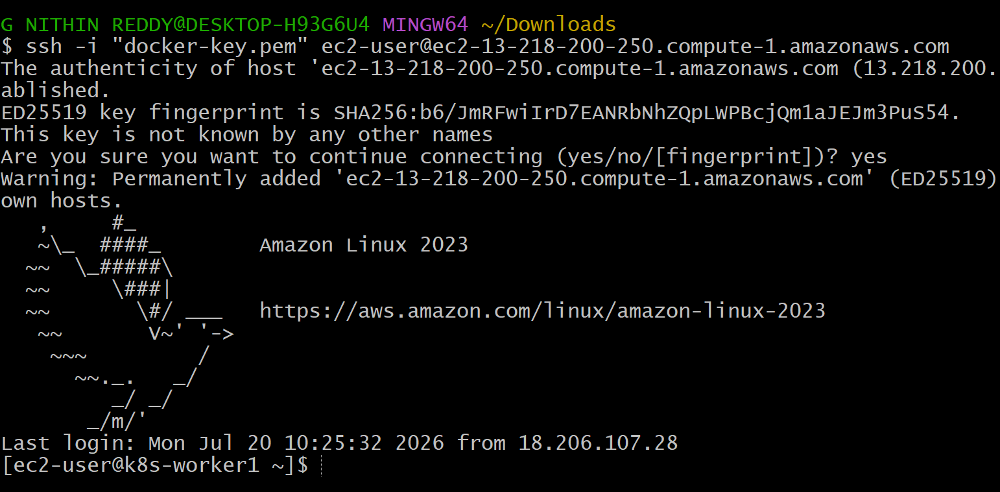 G NITHIN REDDY@DESKTOP-H93G6U4 MINGW64 ~/Downloads
$ ssh -i "docker-key.pem" ec2-user@ec2-13-218-200-250.compute-1.amazonaws.com
The authenticity of host 'ec2-13-218-200-250.compute-1.amazonaws.com (13.218.200.
ablished.
ED25519 key fingerprint is SHA256:b6/JmRFwiIrD7EANRbNhZQpLWPBcjQm1aJEJm3PuS54.
This key is not known by any other names
Are you sure you want to continue connecting (yes/no/[fingerprint])? yes
Warning: Permanently added 'ec2-13-218-200-250.compute-1.amazonaws.com' (ED25519)
own hosts.
   ,     #_
   ~\_  ####_        Amazon Linux 2023
  ~~  \_#####\
  ~~     \###|
  ~~       \#/ ___   https://aws.amazon.com/linux/amazon-linux-2023
   ~~       V~' '->
    ~~~         /
      ~~._.   _/
         _/ _/
       _/m/'
Last login: Mon Jul 20 10:25:32 2026 from 18.206.107.28
[ec2-user@k8s-worker1 ~]$